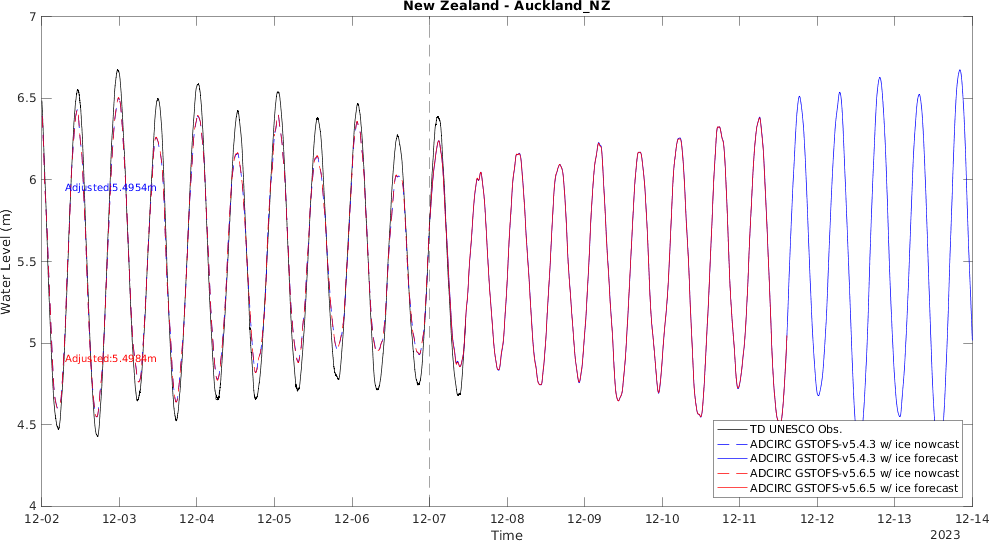 New Zealand - Auckland_NZ
7
6.5
6
5.5
5
4.5
4
Water Level (m)
Adjusted:5.4954m
Adjusted:5.4984m
TD UNESCO Obs.
ADCIRC GSTOFS-v5.4.3 w/ ice nowcast
ADCIRC GSTOFS-v5.4.3 w/ ice forecast
ADCIRC GSTOFS-v5.6.5 w/ ice nowcast
ADCIRC GSTOFS-v5.6.5 w/ ice forecast
12-02 12-03 12-04 12-05 12-06 12-07 12-08 12-09 12-10 12-11 12-12 12-13 12-14
Time
2023